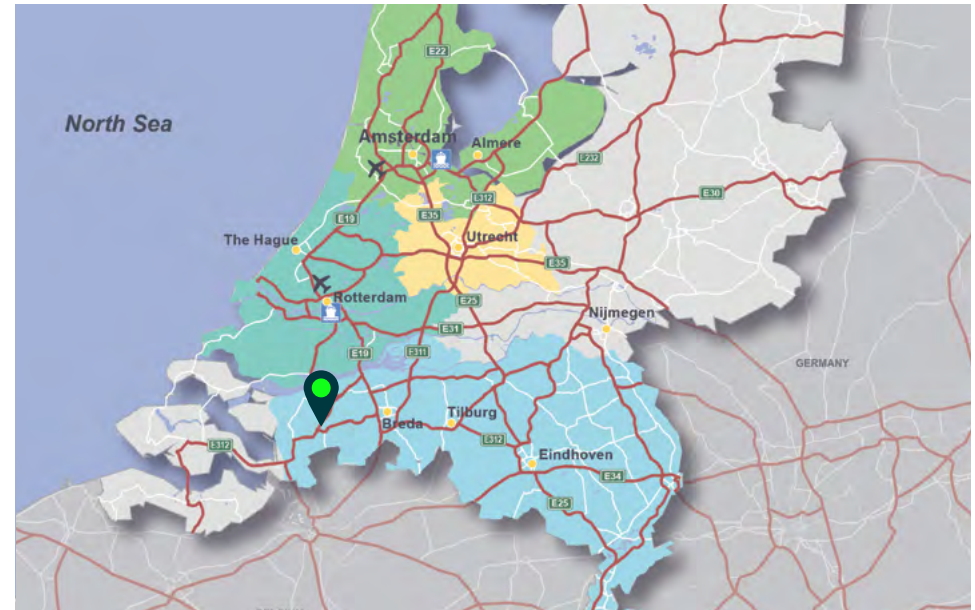 E22
North Sea
Amsterdam
Almere
E232
E30
E312
E19
E35
The Hague
Utrecht
E35
Rotterdam
E25
Nijmegen
E31
E19
E311
GERMANY
Breda
Tilburg
E312
E312
Eindhoven
E34
E25